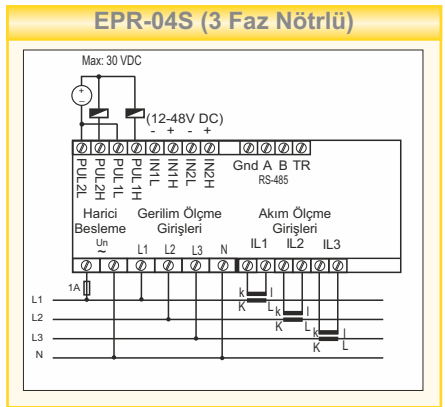 EPR-04S (3 Faz Nötrlü)
Max: 30 VDC
+
–
(12-48V DC)
- + - +
PUL2L PUL2H PUL1L PUL1H IN1L IN1H IN2L IN2H
Gnd A B TR
RS-485
Harici
Besleme
Gerilim Ölçme
Girişleri
Akım Ölçme
Girişleri
Un
~
L1 L2 L3 N
IL1 IL2 IL3
1A
L1
L2
L3
N
k l
K L
k l
K L
k l
K L